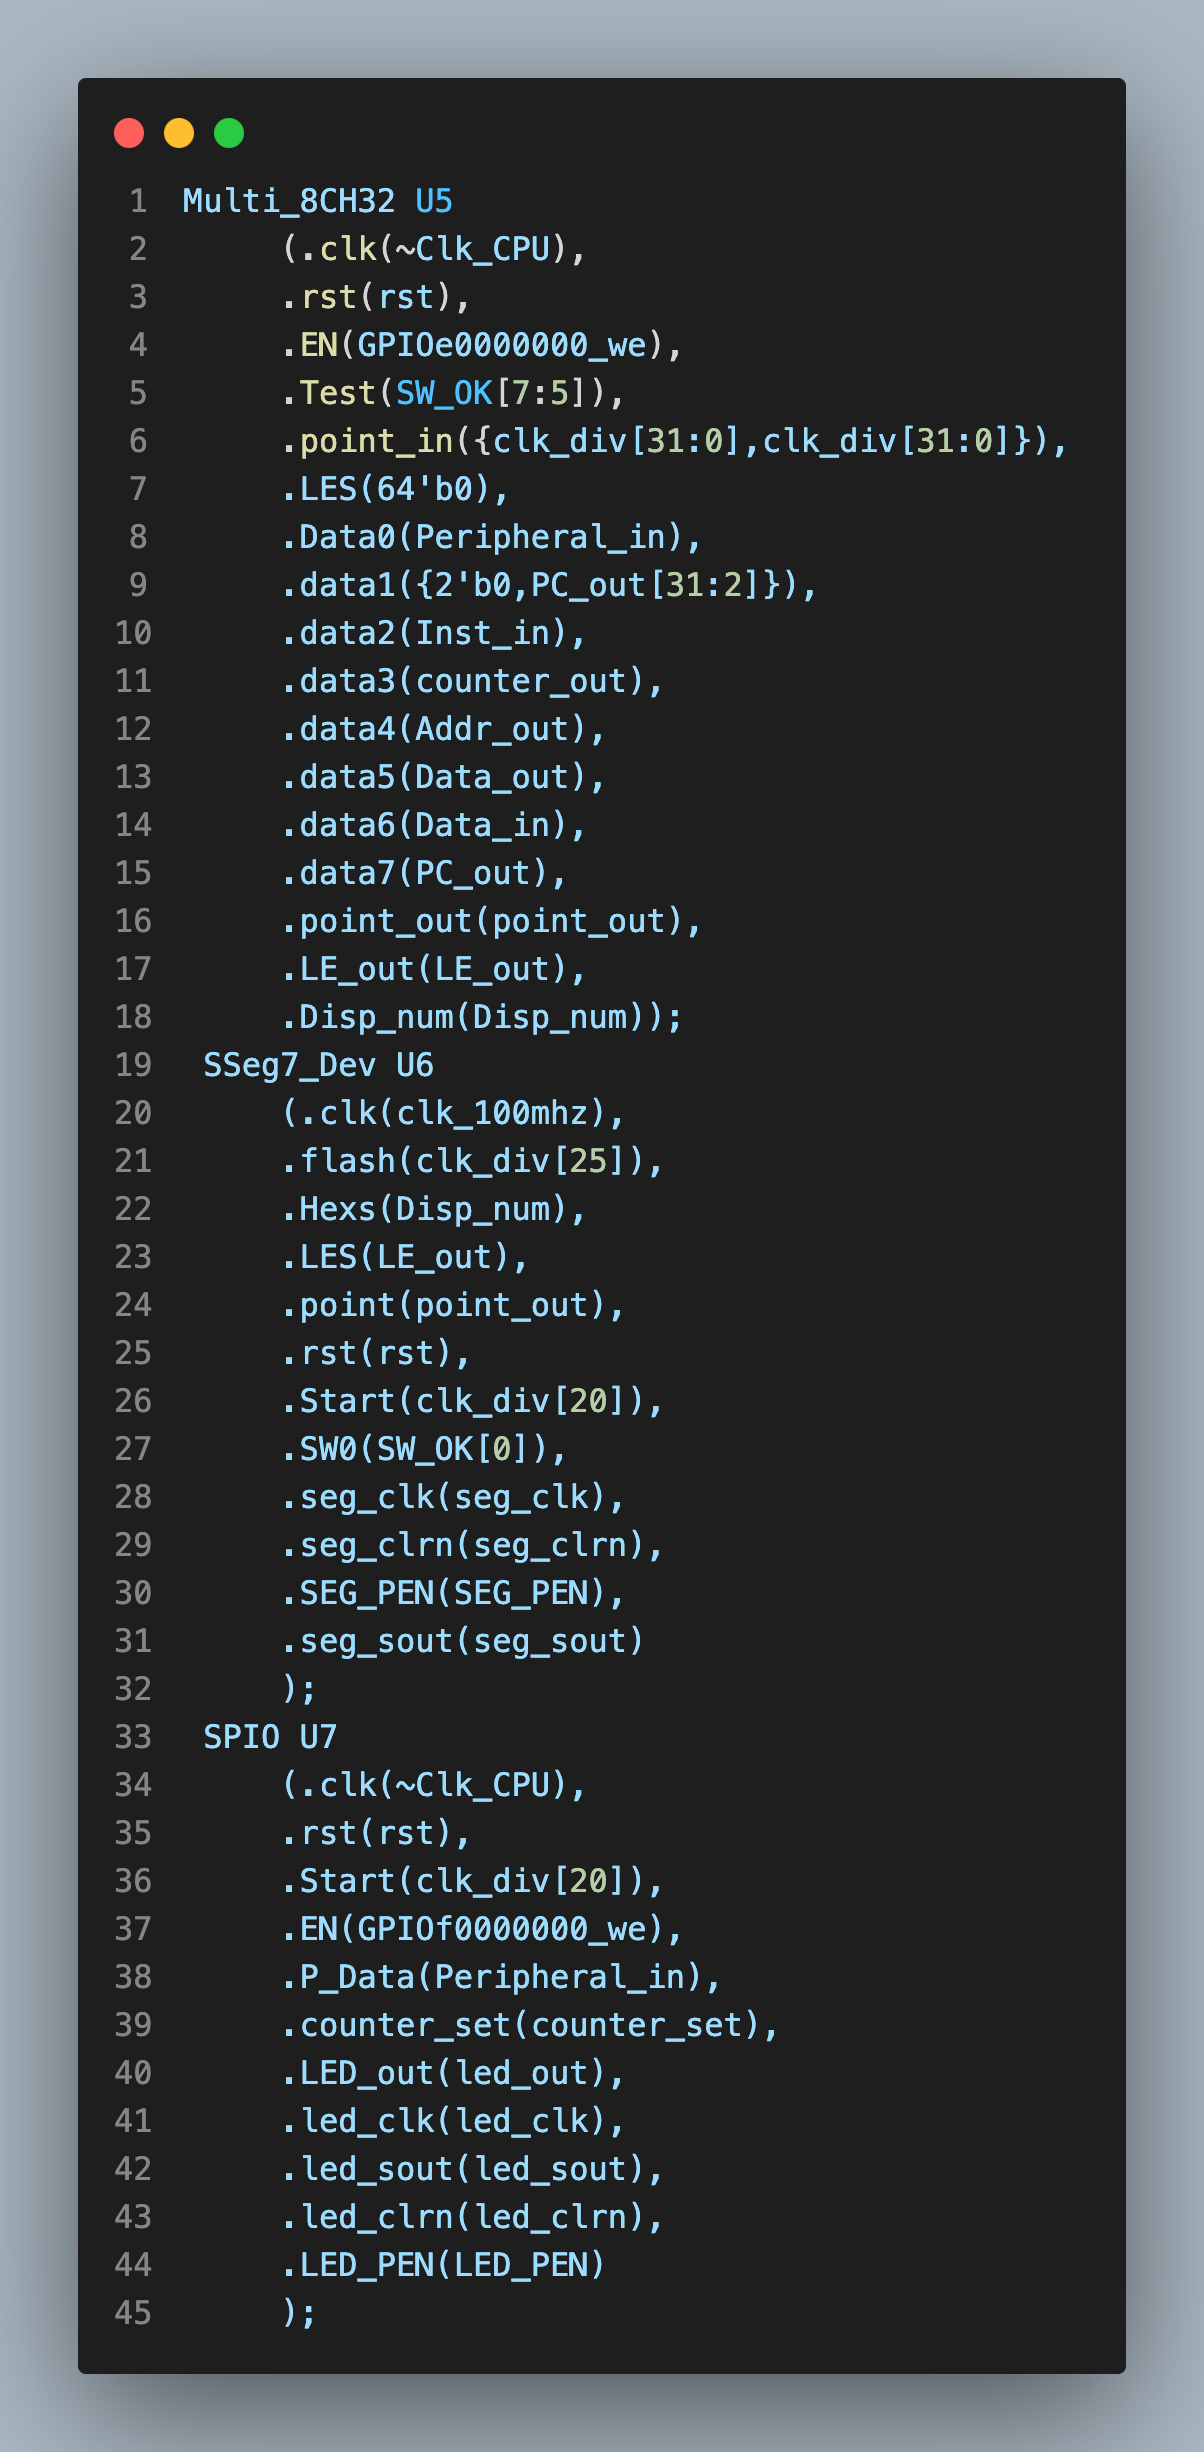 1 Multi_8CH32 U5
2 (.clk(~Clk_CPU),
3 .rst(rst),
4 .EN(GPIOe0000000_we),
5 .Test(SW_OK[7:5]),
6 .point_in({clk_div[31:0],clk_div[31:0]}),
7 .LES(64'b0),
8 .Data0(Peripheral_in),
9 .data1({2'b0,PC_out[31:2]}),
10 .data2(Inst_in),
11 .data3(counter_out),
12 .data4(Addr_out),
13 .data5(Data_out),
14 .data6(Data_in),
15 .data7(PC_out),
16 .point_out(point_out),
17 .LE_out(LE_out),
18 .Disp_num(Disp_num));
19 SSeg7_Dev U6
20 (.clk(clk_100mhz),
21 .flash(clk_div[25]),
22 .Hexs(Disp_num),
23 .LES(LE_out),
24 .point(point_out),
25 .rst(rst),
26 .Start(clk_div[20]),
27 .SW0(SW_OK[0]),
28 .seg_clk(seg_clk),
29 .seg_clrn(seg_clrn),
30 .SEG_PEN(SEG_PEN),
31 .seg_sout(seg_sout)
32 );
33 SPIO U7
34 (.clk(~Clk_CPU),
35 .rst(rst),
36 .Start(clk_div[20]),
37 .EN(GPIOf0000000_we),
38 .P_Data(Peripheral_in),
39 .counter_set(counter_set),
40 .LED_out(led_out),
41 .led_clk(led_clk),
42 .led_sout(led_sout),
43 .led_clrn(led_clrn),
44 .LED_PEN(LED_PEN)
45 );